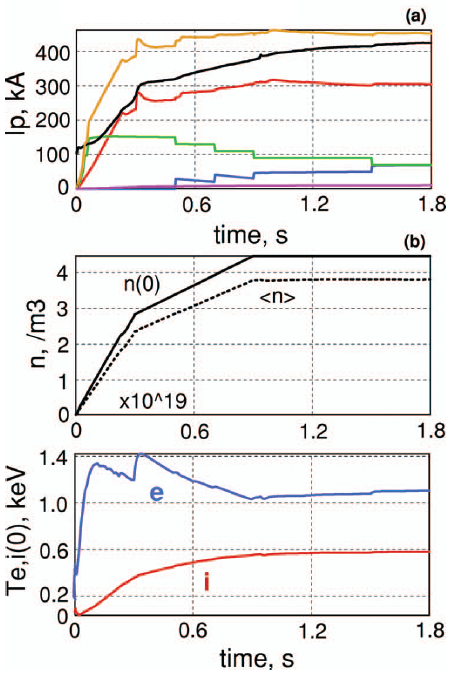 (a)
Ip, kA
400
300
200
100
0
0 0.6 1.2 1.8
time, s
(b)
n, /m3
4
3
2
1
0
n(0)
<n>
x10^19
0 0.6 1.2 1.8
Te,i(0), keV
1.4
1.0
0.6
0.2
0
e
i
0 0.6 1.2 1.8
time, s